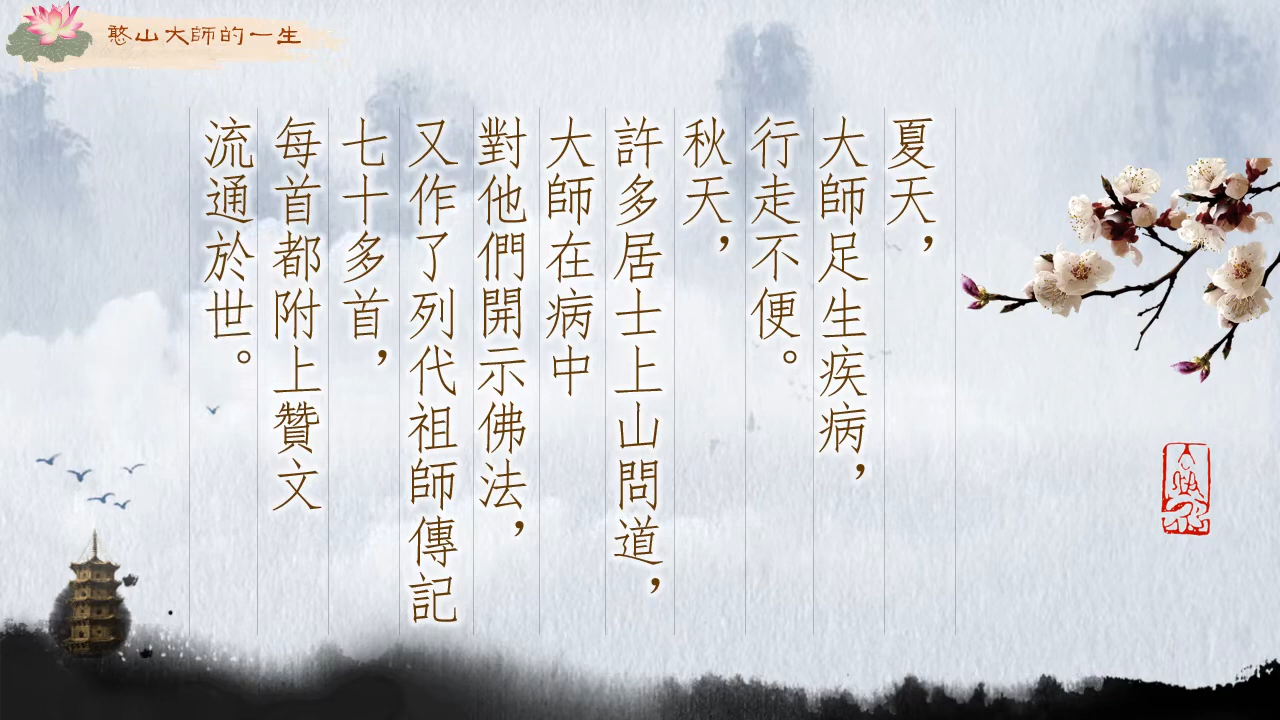 憨山大師的一生
夏天，
大師足生疾病，
行走不便。
秋天，
許多居士上山問道，
大師在病中
對他們開示佛法，
又作了列代祖師傳記
七十多首，
每首都附上贊文
流通於世。